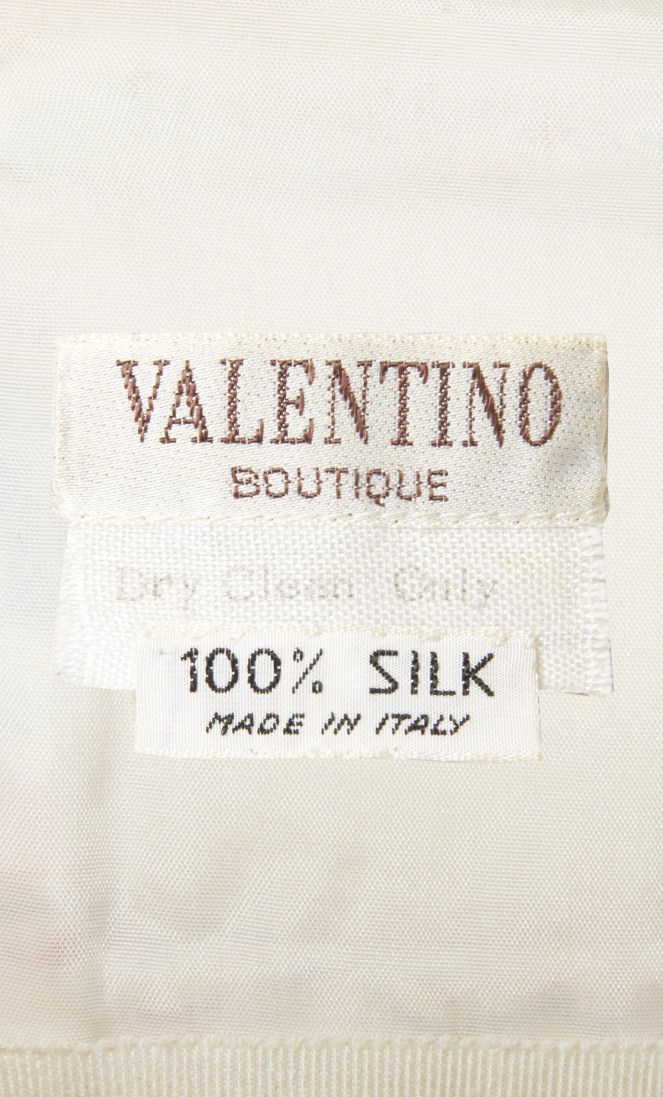 VALENTINO
BOUTIQUE
Dry Clean Only
100% SILK
MADE IN ITALY